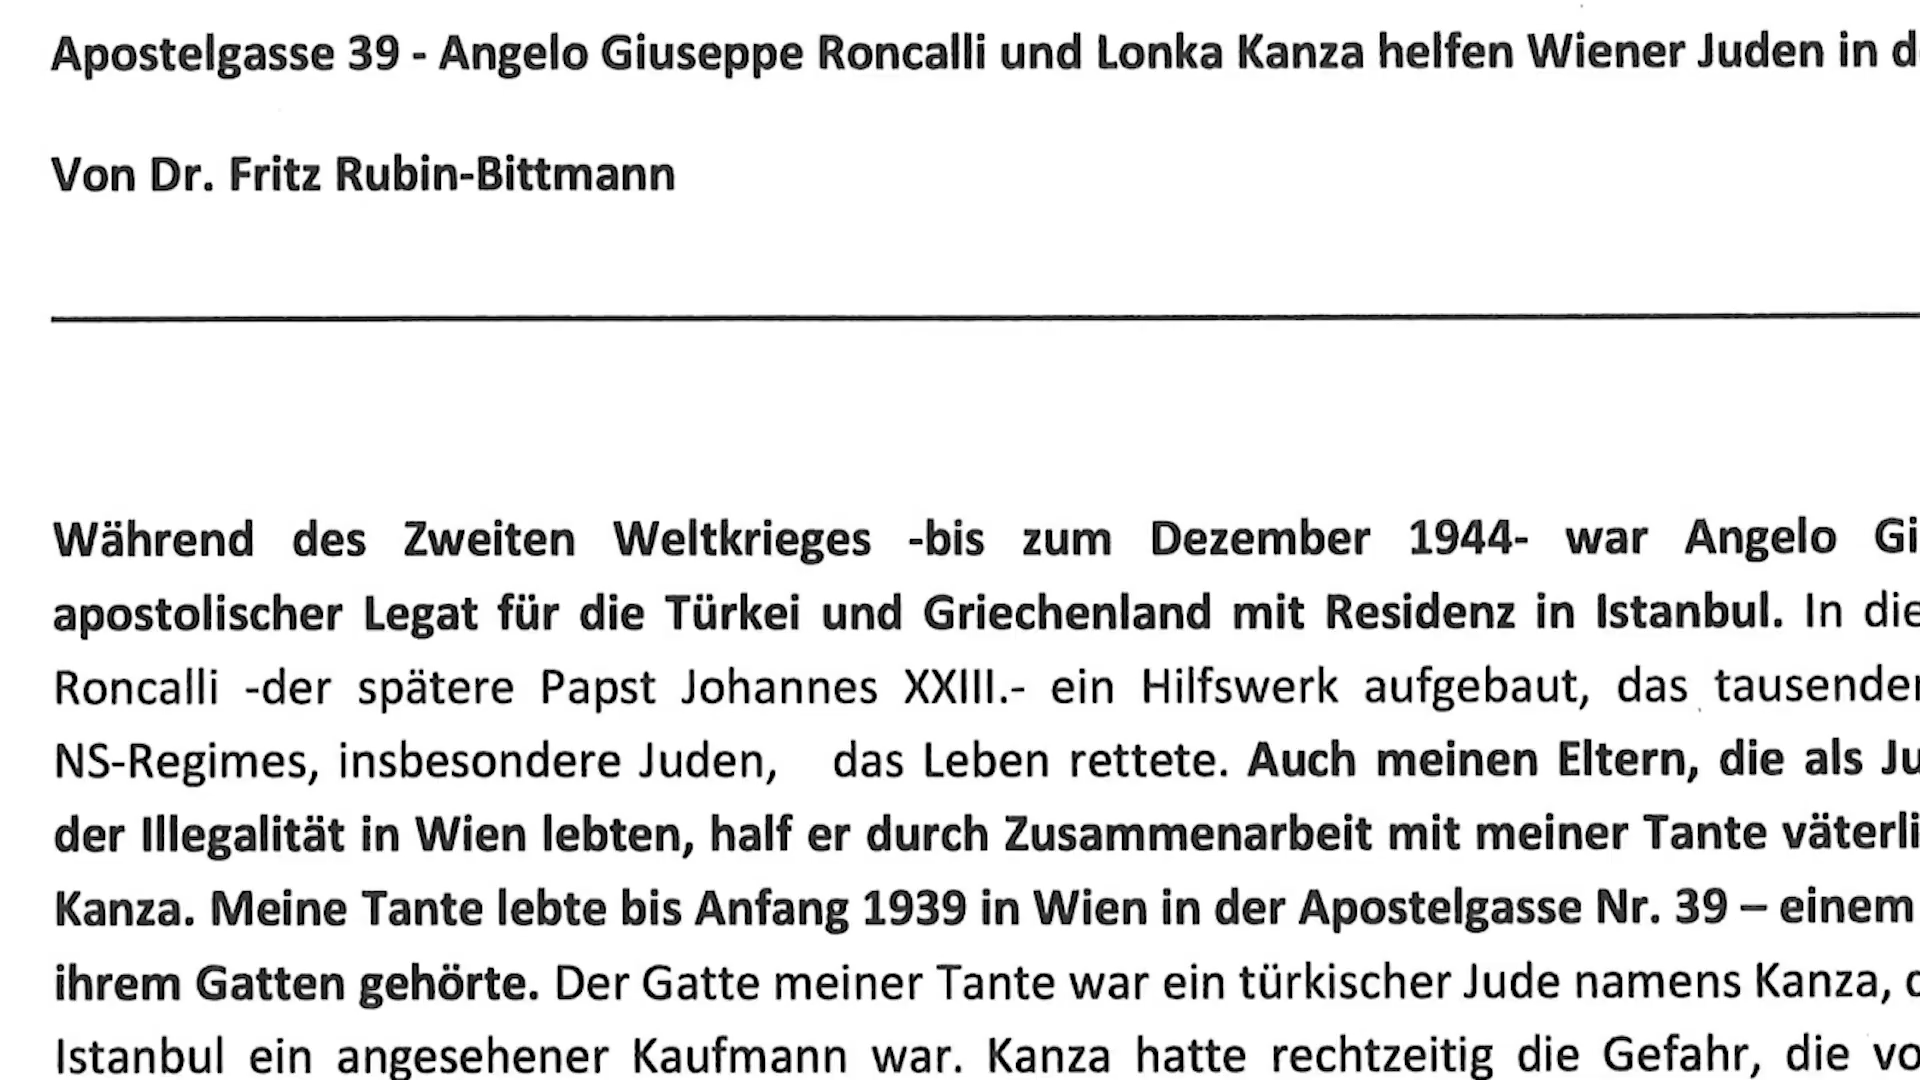 Apostelgasse 39 - Angelo Giuseppe Roncalli und Lonka Kanza helfen Wiener Juden in d
Von Dr. Fritz Rubin-Bittmann
Während des Zweiten Weltkrieges -bis zum Dezember 1944- war Angelo Gi
apostolischer Legat für die Türkei und Griechenland mit Residenz in Istanbul. In die
Roncalli -der spätere Papst Johannes XXIII.- ein Hilfswerk aufgebaut, das tausender
NS-Regimes, insbesondere Juden, das Leben rettete. Auch meinen Eltern, die als Ju
der Illegalität in Wien lebten, half er durch Zusammenarbeit mit meiner Tante väterli
Kanza. Meine Tante lebte bis Anfang 1939 in Wien in der Apostelgasse Nr. 39 – einem
ihrem Gatten gehörte. Der Gatte meiner Tante war ein türkischer Jude namens Kanza,
Istanbul ein angesehener Kaufmann war. Kanza hatte rechtzeitig die Gefahr, die vo